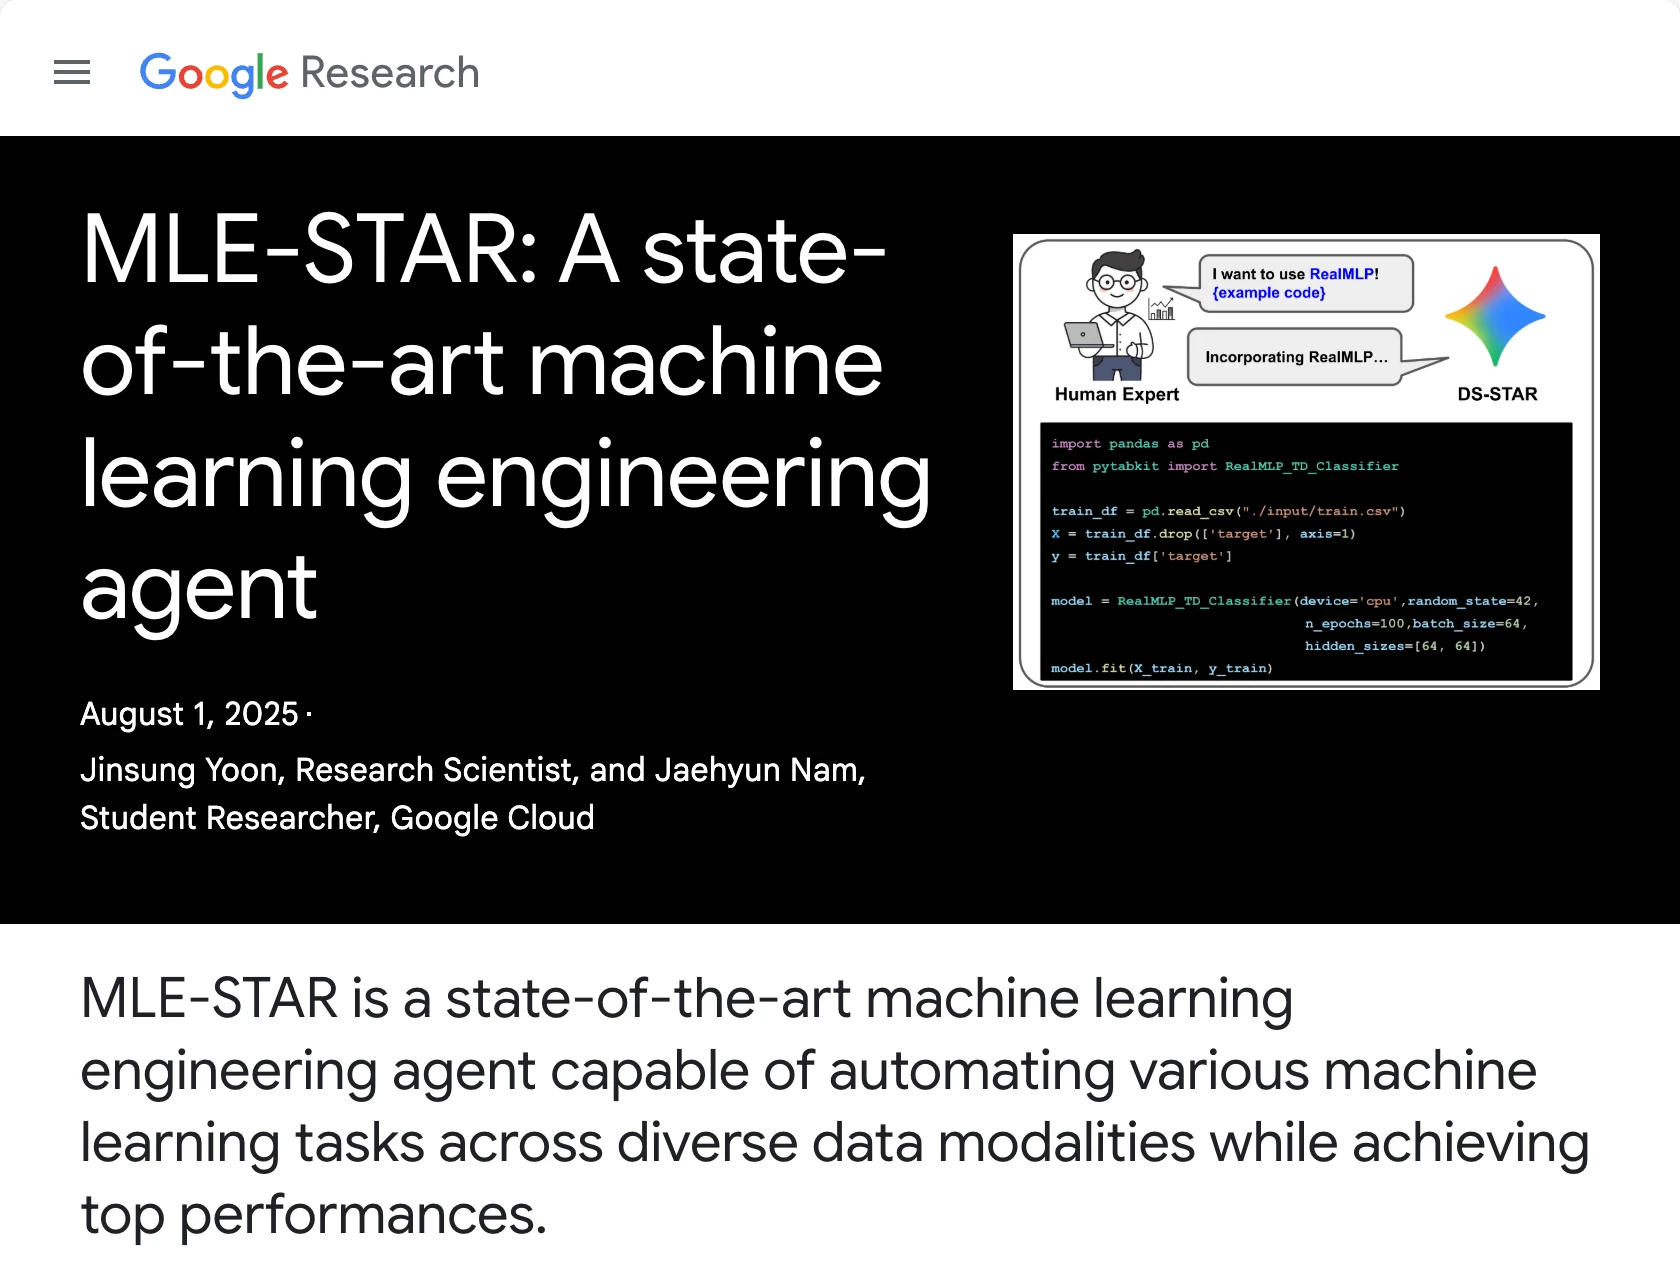 Google Research
MLE-STAR: A state-
of-the-art machine
learning engineering
agent
August 1, 2025 ·
Jinsung Yoon, Research Scientist, and Jaehyun Nam,
Student Researcher, Google Cloud
I want to use RealMLP!
{example code}
Incorporating RealMLP...
Human Expert
DS-STAR
import pandas as pd
from pytabkit import RealMLP_TD_Classifier
train_df = pd.read_csv("./input/train.csv")
X = train_df.drop(['target'], axis=1)
y = train_df['target']
model = RealMLP_TD_Classifier(device='cpu',random_state=42,
n_epochs=100,batch_size=64,
hidden_sizes=[64, 64])
model.fit(X_train, y_train)
MLE-STAR is a state-of-the-art machine learning
engineering agent capable of automating various machine
learning tasks across diverse data modalities while achieving
top performances.